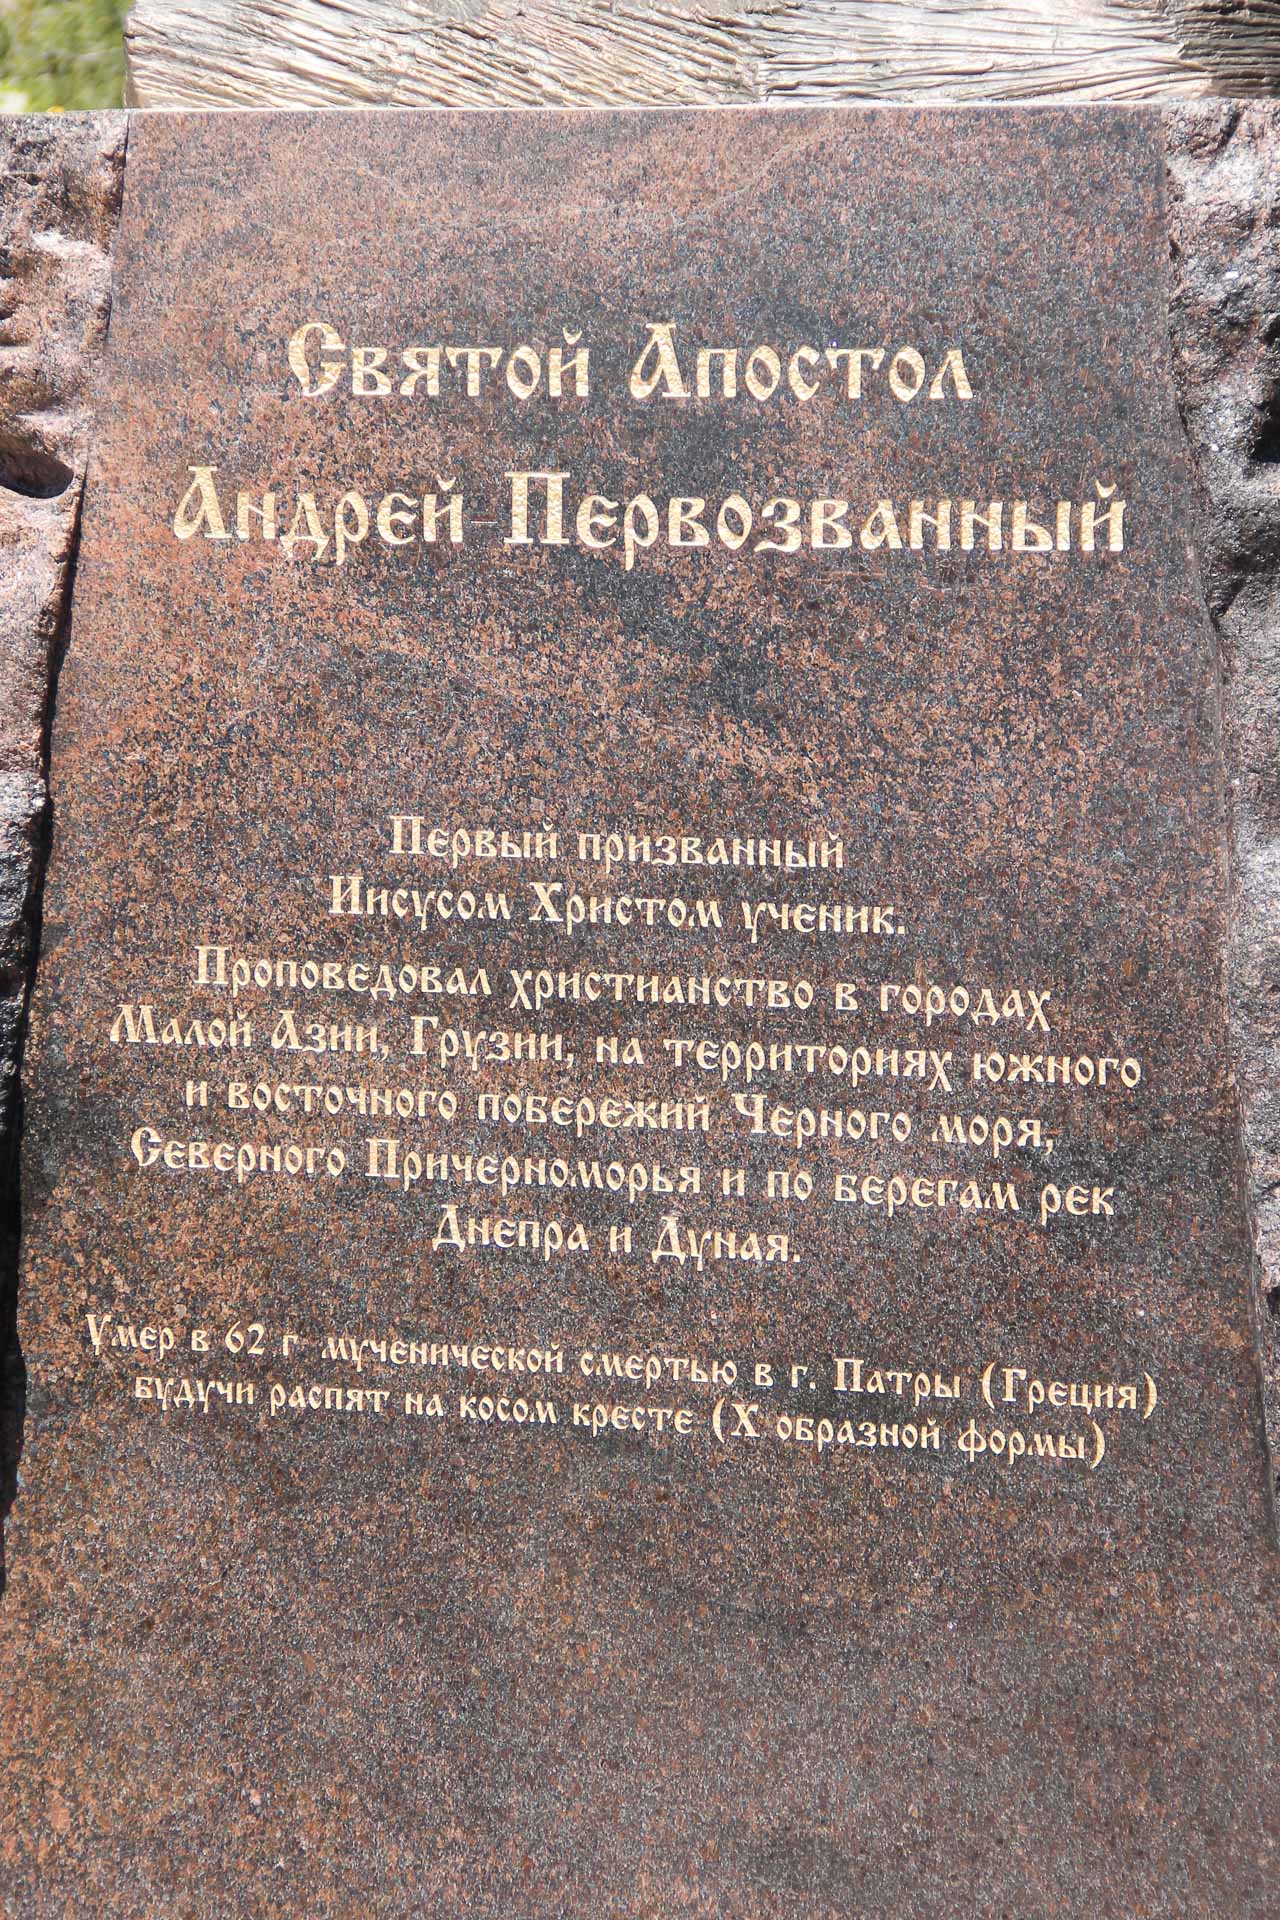 Святой Апостол
Андрей Первозванный
Первый призванный
Иисусом Христом ученик.
Проповедовал христианство в городах
Малой Азии, Грузии, на территориях южного
и восточного побережий Черного моря,
Северного Причерноморья и по берегам рек
Днепра и Дуная.
Умер в 62 г. мученической смертью в г. Патры (Греция)
будучи распят на косом кресте (Х образной формы)